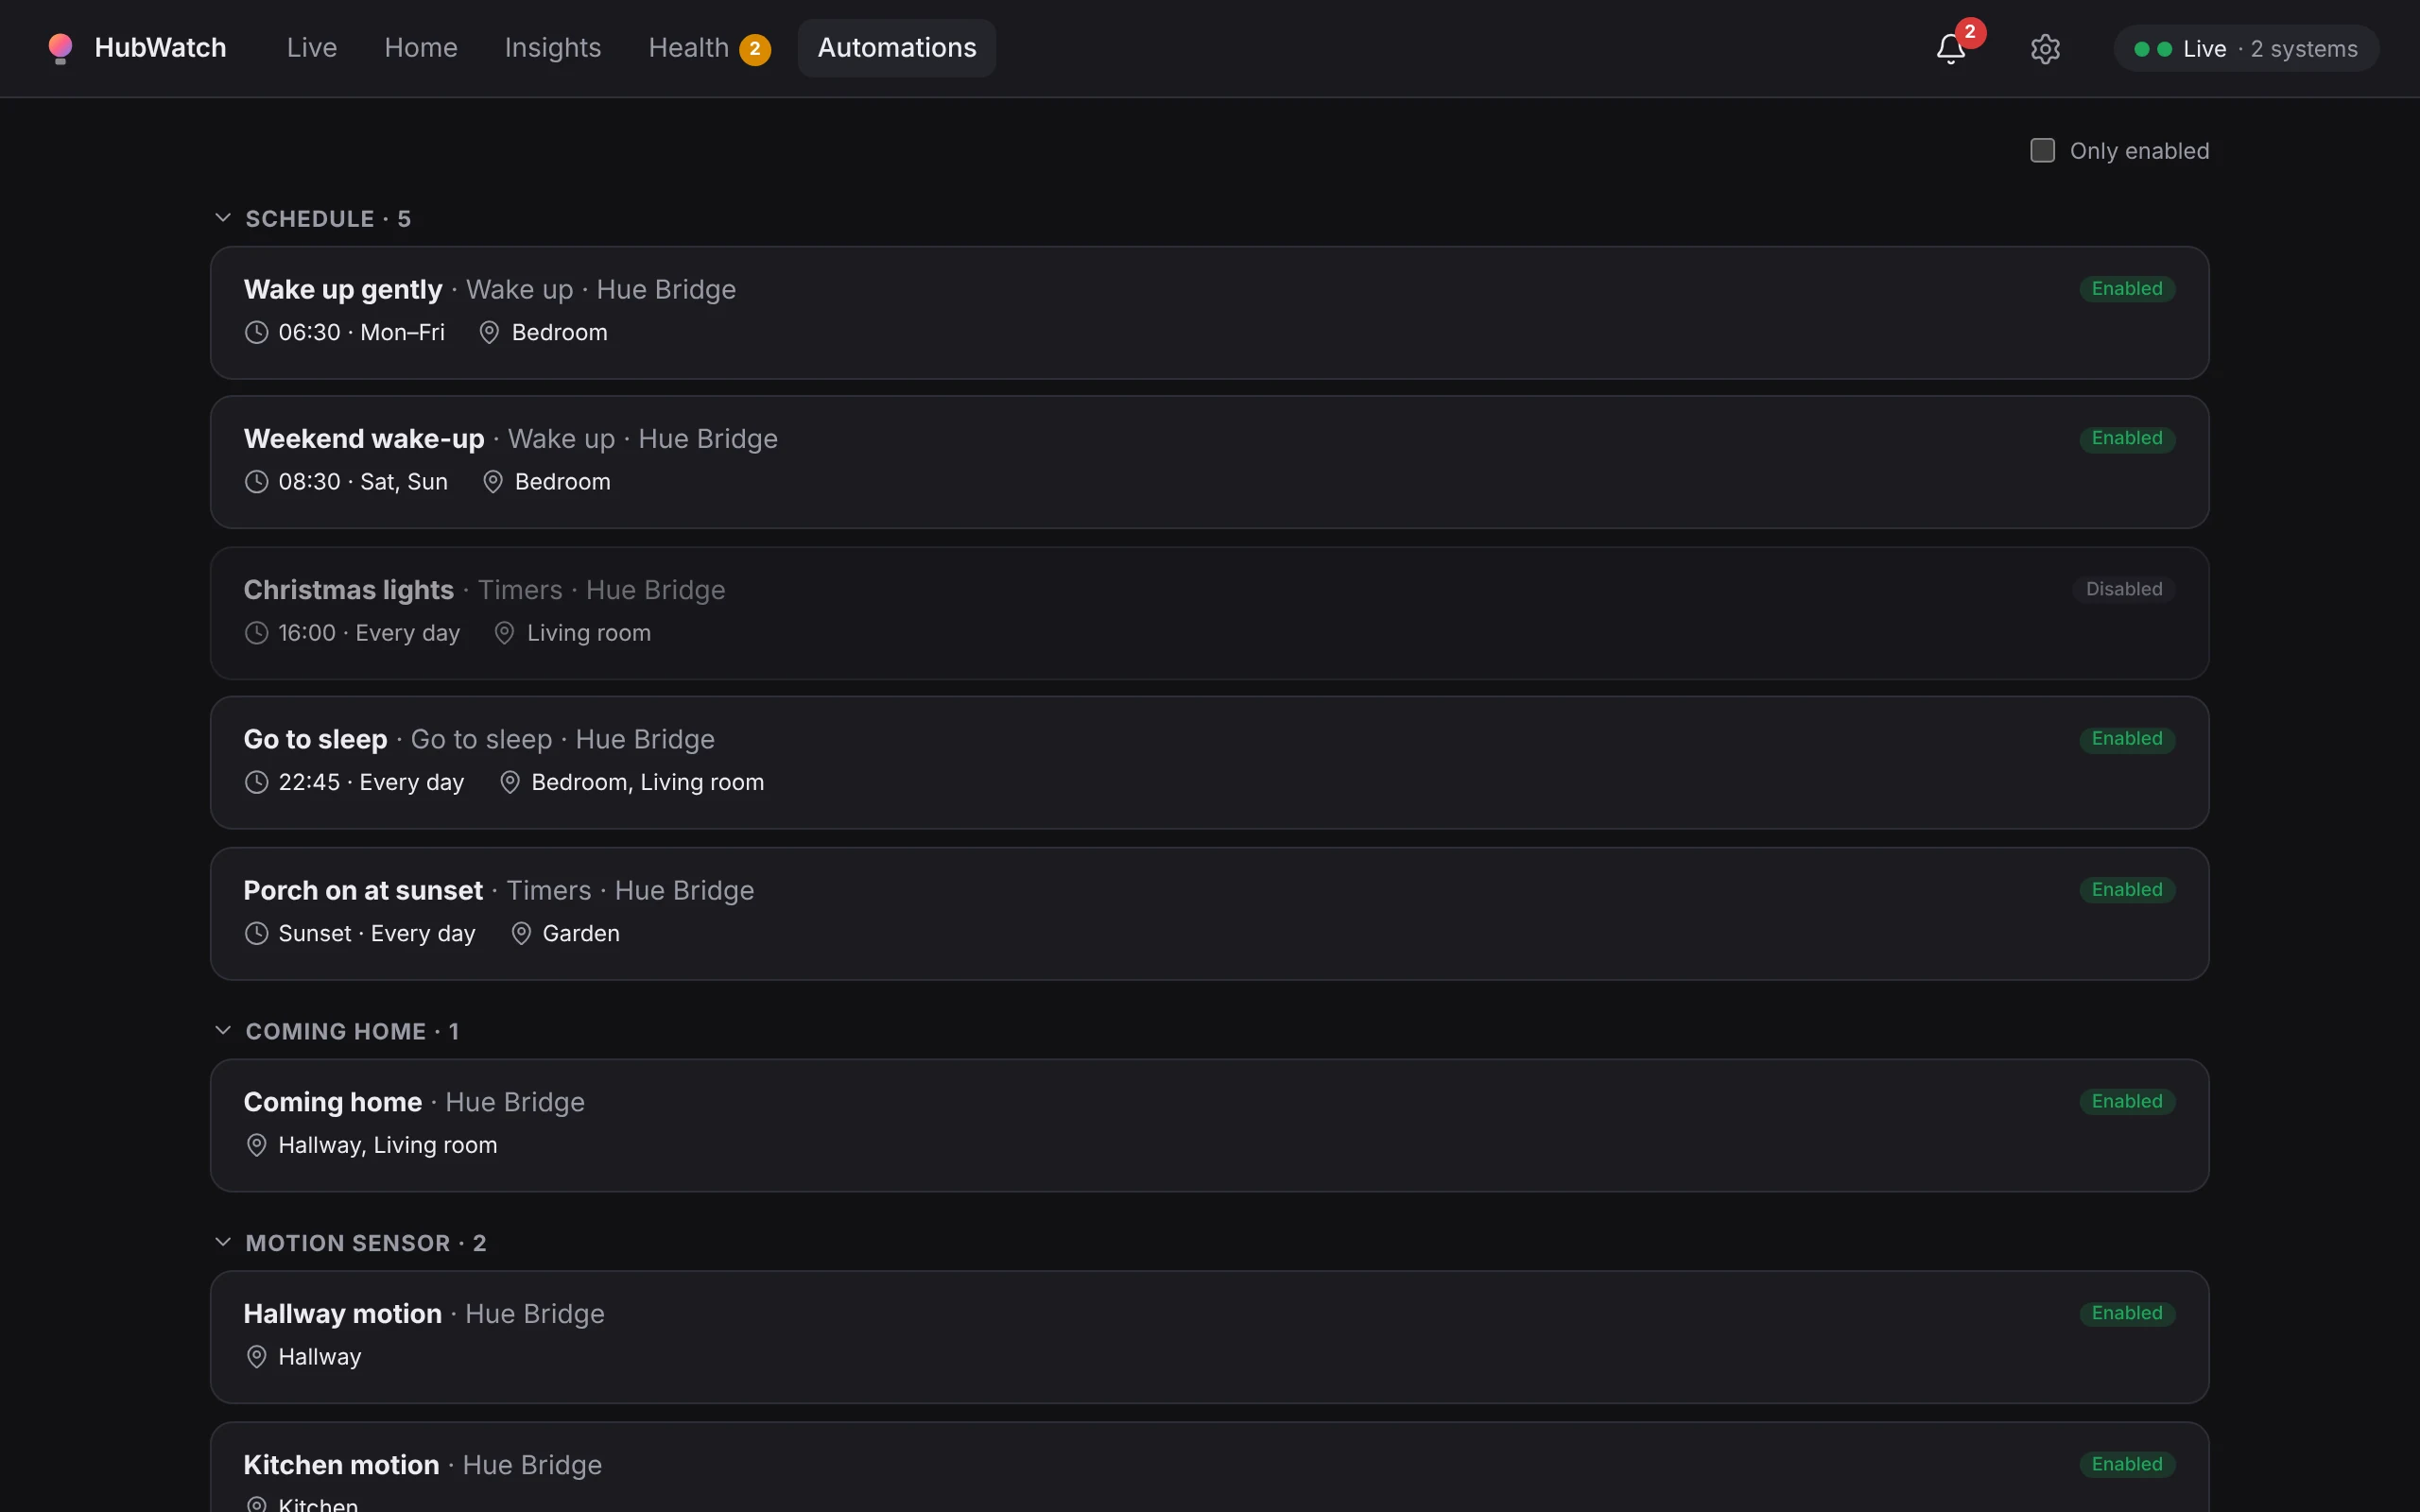 HubWatch Live Home Insights Health 2 Automations 2 Live · 2 systems
Only enabled
SCHEDULE · 5
Wake up gently · Wake up · Hue Bridge Enabled
06:30 · Mon–Fri Bedroom
Weekend wake-up · Wake up · Hue Bridge Enabled
08:30 · Sat, Sun Bedroom
Christmas lights · Timers · Hue Bridge Disabled
16:00 · Every day Living room
Go to sleep · Go to sleep · Hue Bridge Enabled
22:45 · Every day Bedroom, Living room
Porch on at sunset · Timers · Hue Bridge Enabled
Sunset · Every day Garden
COMING HOME · 1
Coming home · Hue Bridge Enabled
Hallway, Living room
MOTION SENSOR · 2
Hallway motion · Hue Bridge Enabled
Hallway
Kitchen motion · Hue Bridge Enabled
Kitchen